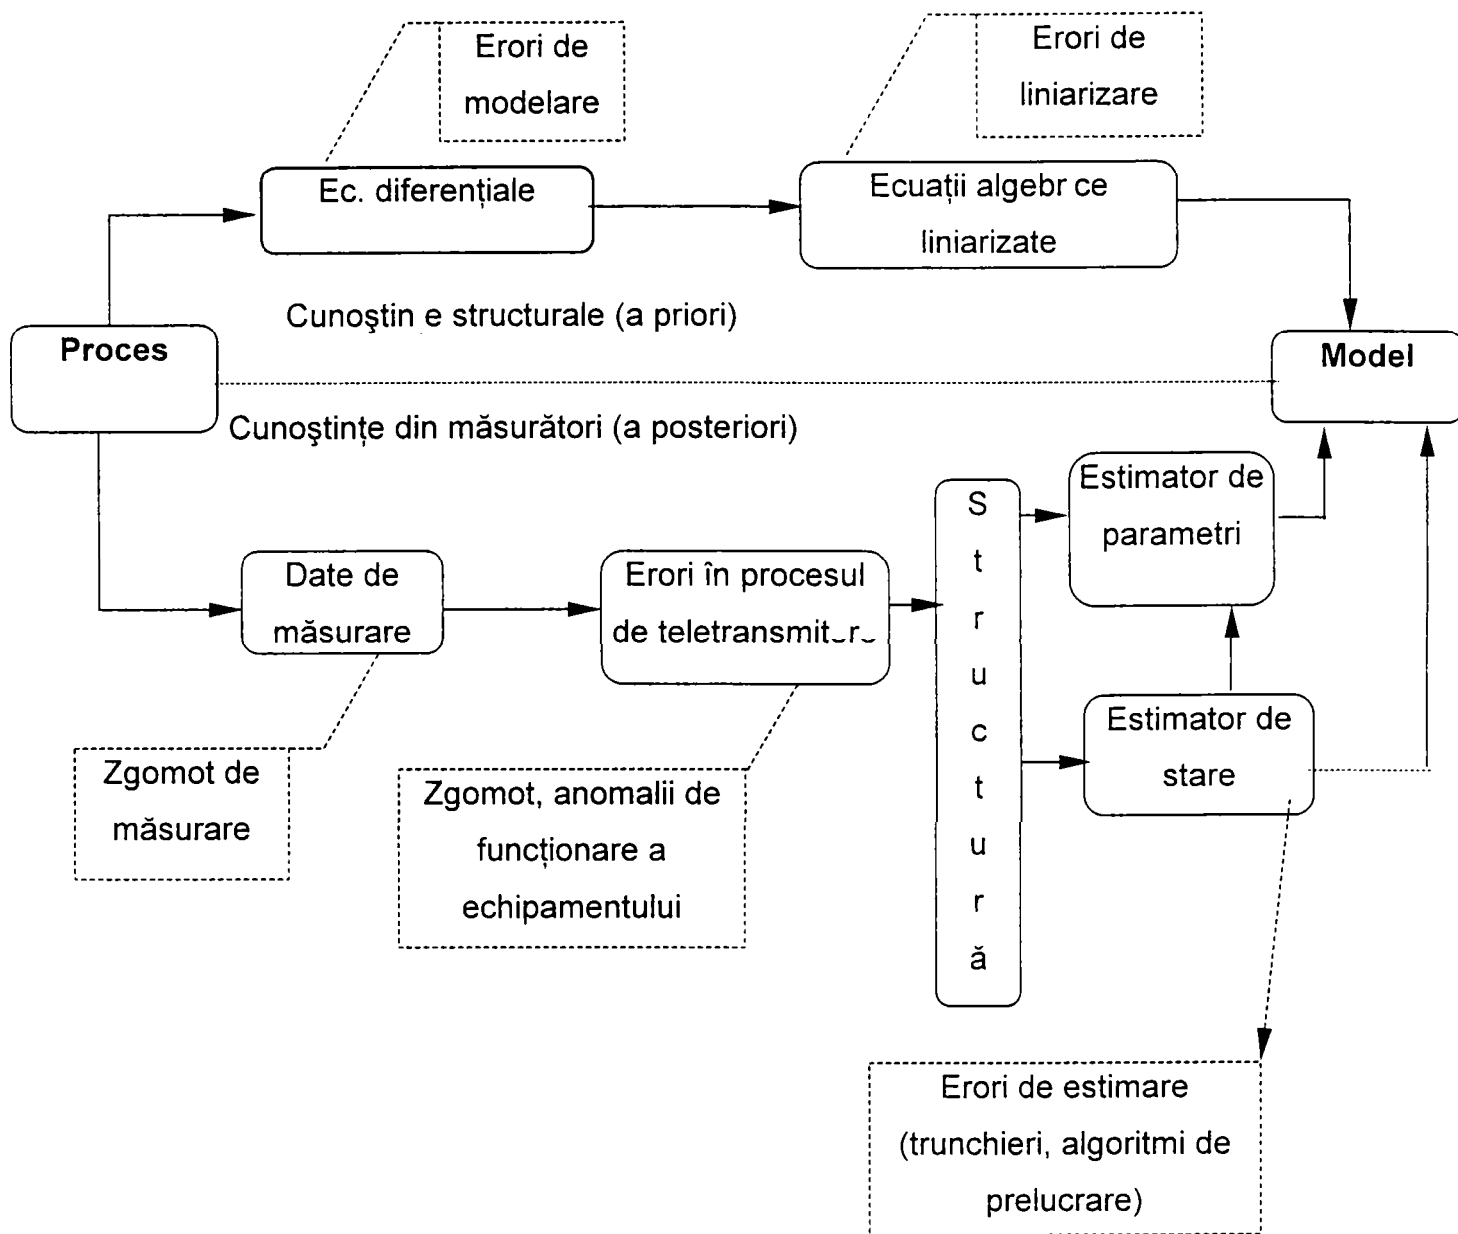 Erori de
modelare
Erori de
liniarizare
Ec. diferențiale
Ecuații algebr ce
liniarizate
Cunoştin e structurale (a priori)
Proces
Model
Cunoştințe din măsurători (a posteriori)
Estimator de
parametri
S
t
r
u
c
t
u
r
ă
Date de
măsurare
Erori în procesul
de
Estimator de
stare
Zgomot de
măsurare
Zgomot, anomalii de
funcționare a
echipamentului
Erori de estimare
(trunchieri, algoritmi de
prelucrare)